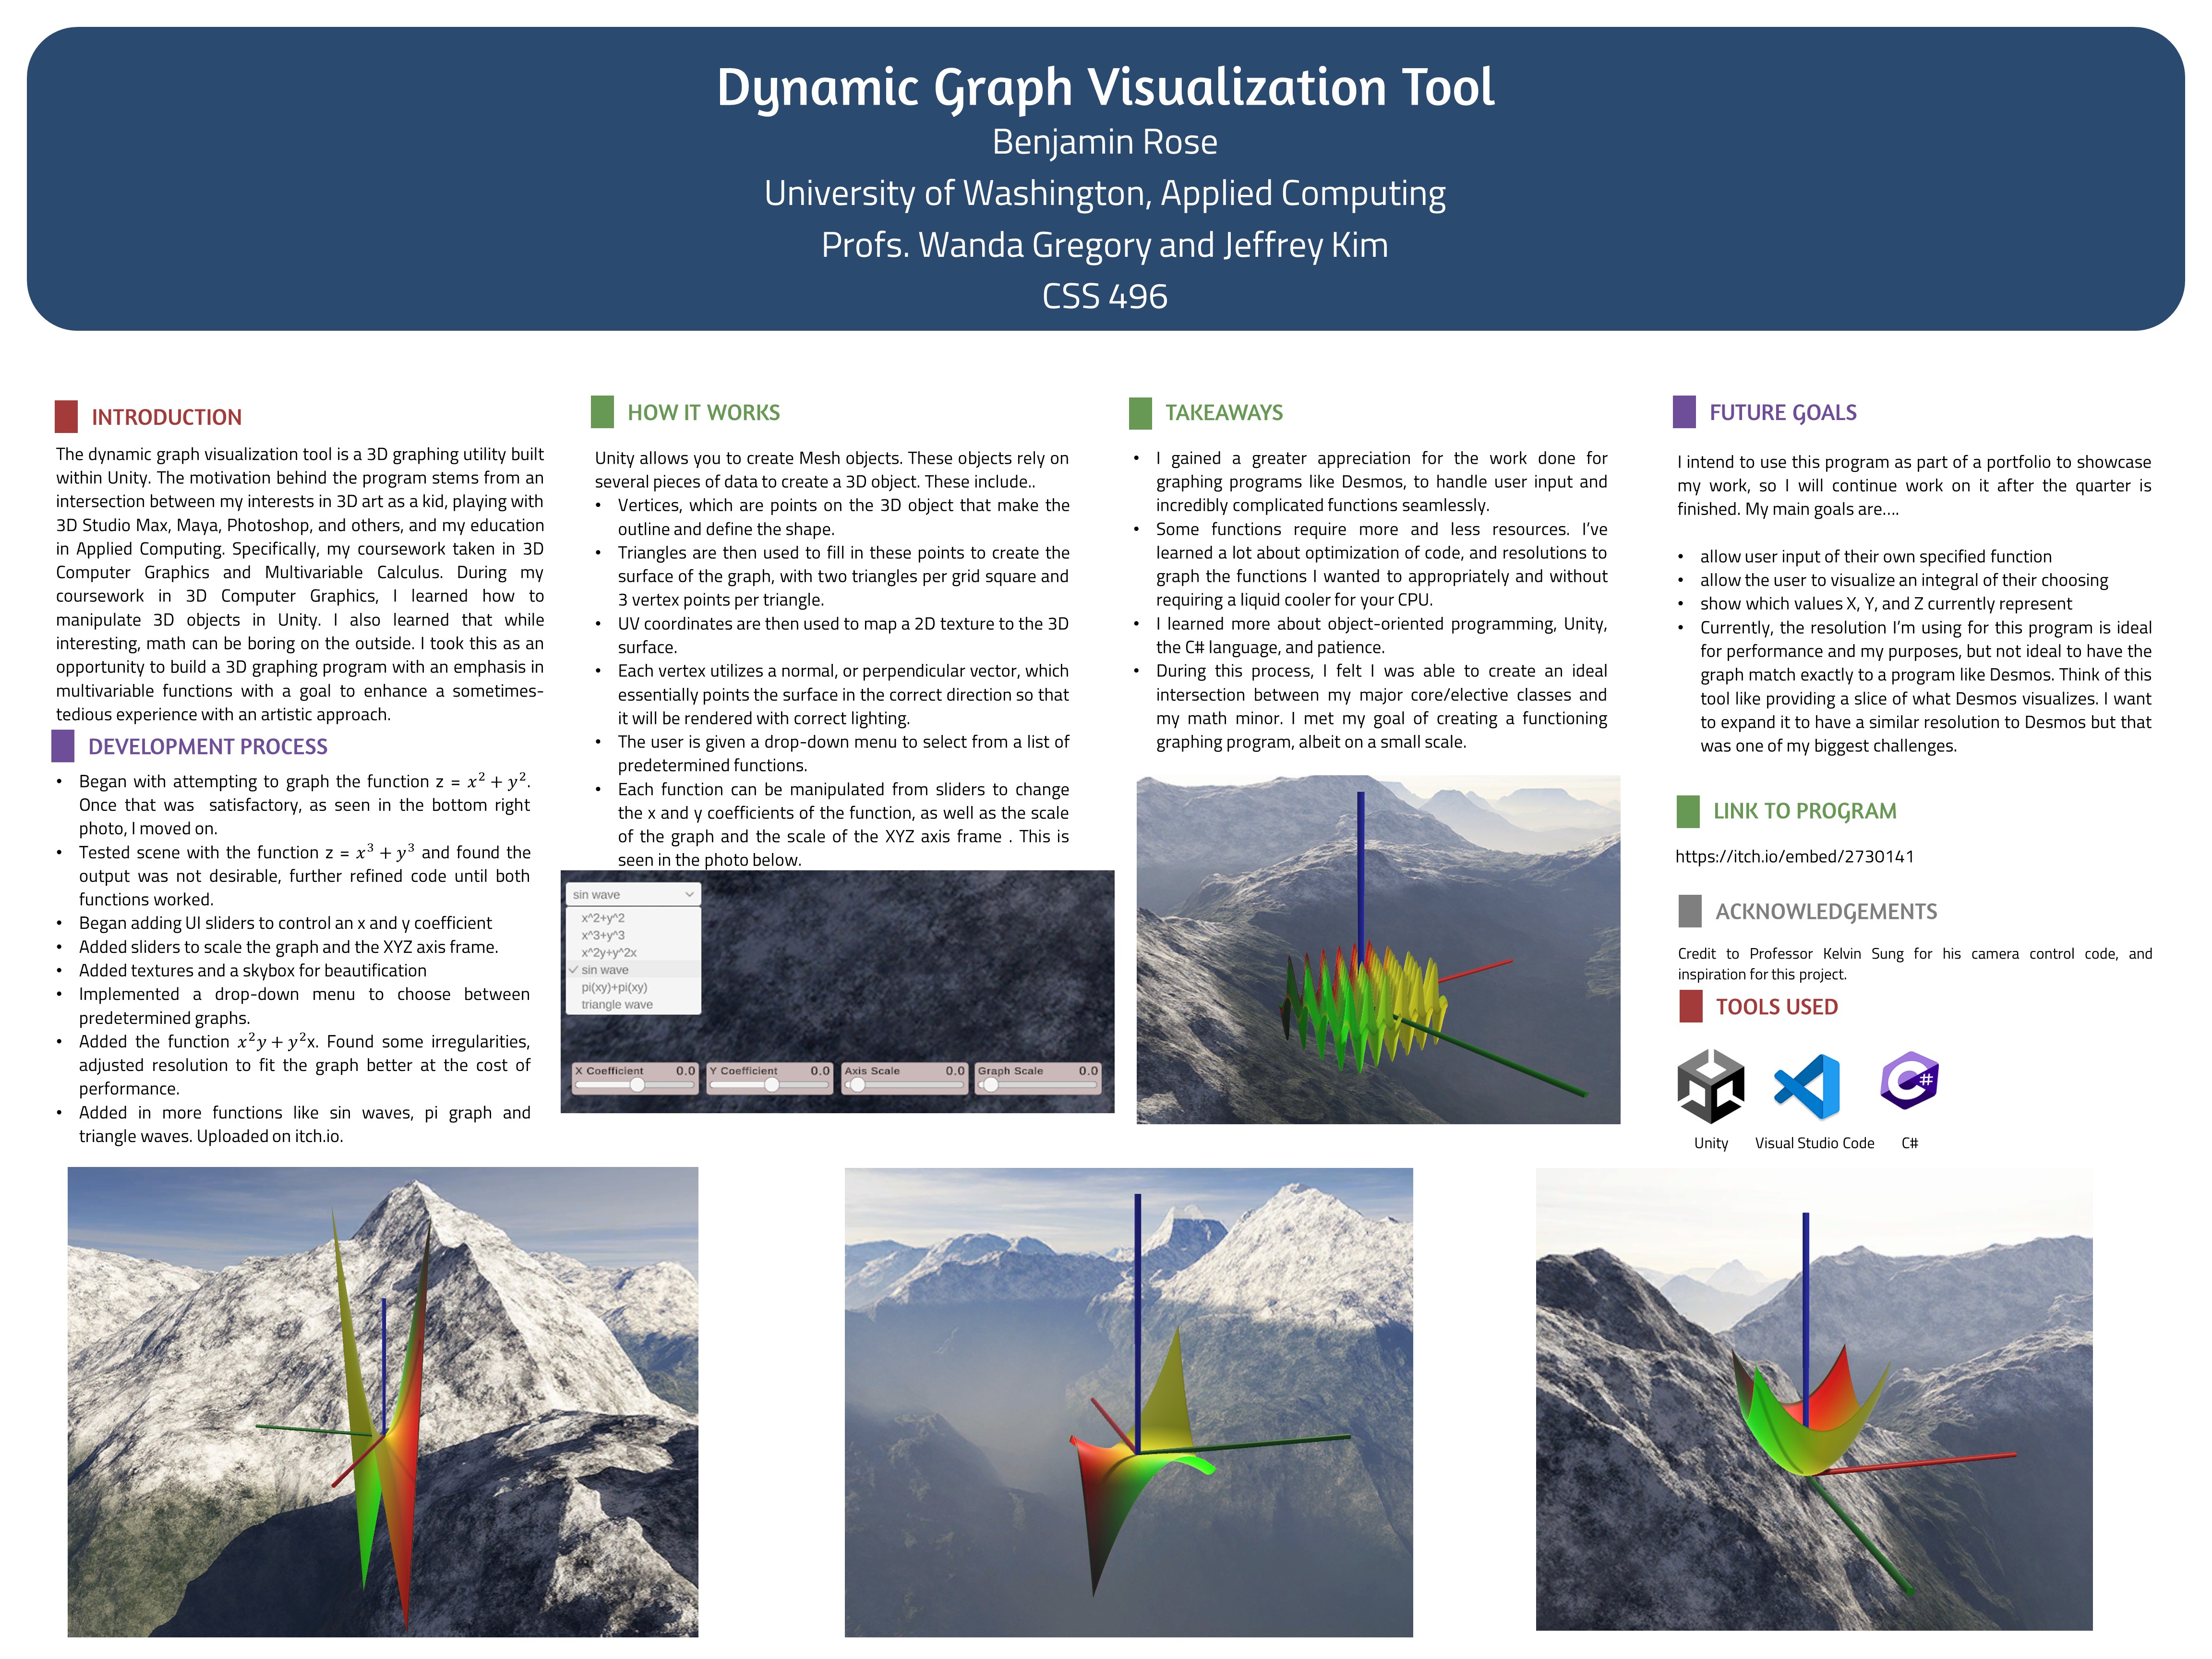 Dynamic Graph Visualization Tool
Benjamin Rose
University of Washington, Applied Computing
Profs. Wanda Gregory and Jeffrey Kim
CSS 496
INTRODUCTION
The dynamic graph visualization tool is a 3D graphing utility built
within Unity. The motivation behind the program stems from an
intersection between my interests in 3D art as a kid, playing with
3D Studio Max, Maya, Photoshop, and others, and my education
in Applied Computing. Specifically, my coursework taken in 3D
Computer Graphics and Multivariable Calculus. During my
coursework in 3D Computer Graphics, I learned how to
manipulate 3D objects in Unity. I also learned that while
interesting, math can be boring on the outside. I took this as an
opportunity to build a 3D graphing program with an emphasis in
multivariable functions with a goal to enhance a sometimes-
tedious experience with an artistic approach.
DEVELOPMENT PROCESS
• Began with attempting to graph the function z = x² + y².
Once that was satisfactory, as seen in the bottom right
photo, I moved on.
• Tested scene with the function z = x³ + y³ and found the
output was not desirable, further refined code until both
functions worked.
• Began adding UI sliders to control an x and y coefficient
• Added sliders to scale the graph and the XYZ axis frame.
• Added textures and a skybox for beautification
• Implemented a drop-down menu to choose between
predetermined graphs.
• Added the function x²y + y²x. Found some irregularities,
adjusted resolution to fit the graph better at the cost of
performance.
• Added in more functions like sin waves, pi graph and
triangle waves. Uploaded on itch.io.
HOW IT WORKS
Unity allows you to create Mesh objects. These objects rely on
several pieces of data to create a 3D object. These include..
• Vertices, which are points on the 3D object that make the
outline and define the shape.
• Triangles are then used to fill in these points to create the
surface of the graph, with two triangles per grid square and
3 vertex points per triangle.
• UV coordinates are then used to map a 2D texture to the 3D
surface.
• Each vertex utilizes a normal, or perpendicular vector, which
essentially points the surface in the correct direction so that
it will be rendered with correct lighting.
• The user is given a drop-down menu to select from a list of
predetermined functions.
• Each function can be manipulated from sliders to change
the x and y coefficients of the function, as well as the scale
of the graph and the scale of the XYZ axis frame . This is
seen in the photo below.
sin wave
x^2+y^2
x^3+y^3
x^2y+y^2x
✓ sin wave
pi(xy)+pi(xy)
triangle wave
X Coefficient 0.0 Y Coefficient 0.0 Axis Scale 0.0 Graph Scale 0.0
TAKEAWAYS
• I gained a greater appreciation for the work done for
graphing programs like Desmos, to handle user input and
incredibly complicated functions seamlessly.
• Some functions require more and less resources. I've
learned a lot about optimization of code, and resolutions to
graph the functions I wanted to appropriately and without
requiring a liquid cooler for your CPU.
• I learned more about object-oriented programming, Unity,
the C# language, and patience.
• During this process, I felt I was able to create an ideal
intersection between my major core/elective classes and
my math minor. I met my goal of creating a functioning
graphing program, albeit on a small scale.
FUTURE GOALS
I intend to use this program as part of a portfolio to showcase
my work, so I will continue work on it after the quarter is
finished. My main goals are....
• allow user input of their own specified function
• allow the user to visualize an integral of their choosing
• show which values X, Y, and Z currently represent
• Currently, the resolution I'm using for this program is ideal
for performance and my purposes, but not ideal to have the
graph match exactly to a program like Desmos. Think of this
tool like providing a slice of what Desmos visualizes. I want
to expand it to have a similar resolution to Desmos but that
was one of my biggest challenges.
LINK TO PROGRAM
https://itch.io/embed/2730141
ACKNOWLEDGEMENTS
Credit to Professor Kelvin Sung for his camera control code, and
inspiration for this project.
TOOLS USED
C#
Unity Visual Studio Code C#